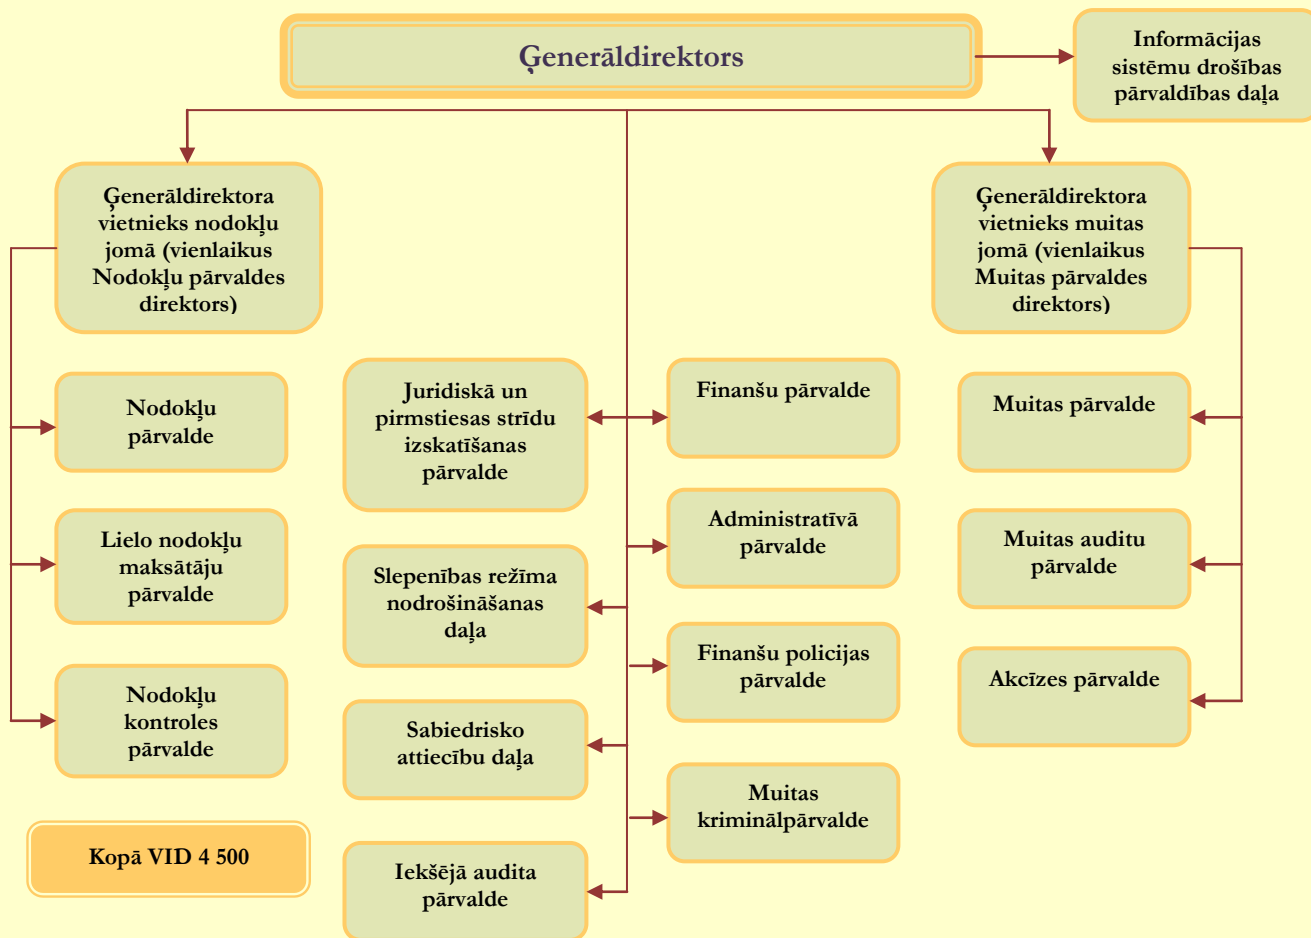 Ģenerāldirektors
Informācijas
sistēmu drošības
pārvaldības daļa
Ģenerāldirektora
vietnieks nodokļu
jomā (vienlaikus
Nodokļu pārvaldes
direktors)
Ģenerāldirektora
vietnieks muitas
jomā (vienlaikus
Muitas pārvaldes
direktors)
Nodokļu
pārvalde
Lielo nodokļu
maksātāju
pārvalde
Nodokļu
kontroles
pārvalde
Juridiskā un
pirmstiesas strīdu
izskatīšanas
pārvalde
Slepenības režīma
nodrošināšanas
daļa
Sabiedrisko
attiecību daļa
Iekšējā audita
pārvalde
Finanšu pārvalde
Administratīvā
pārvalde
Finanšu policijas
pārvalde
Muitas
kriminālpārvalde
Muitas pārvalde
Muitas auditu
pārvalde
Akcīzes pārvalde
Kopā VID 4 500